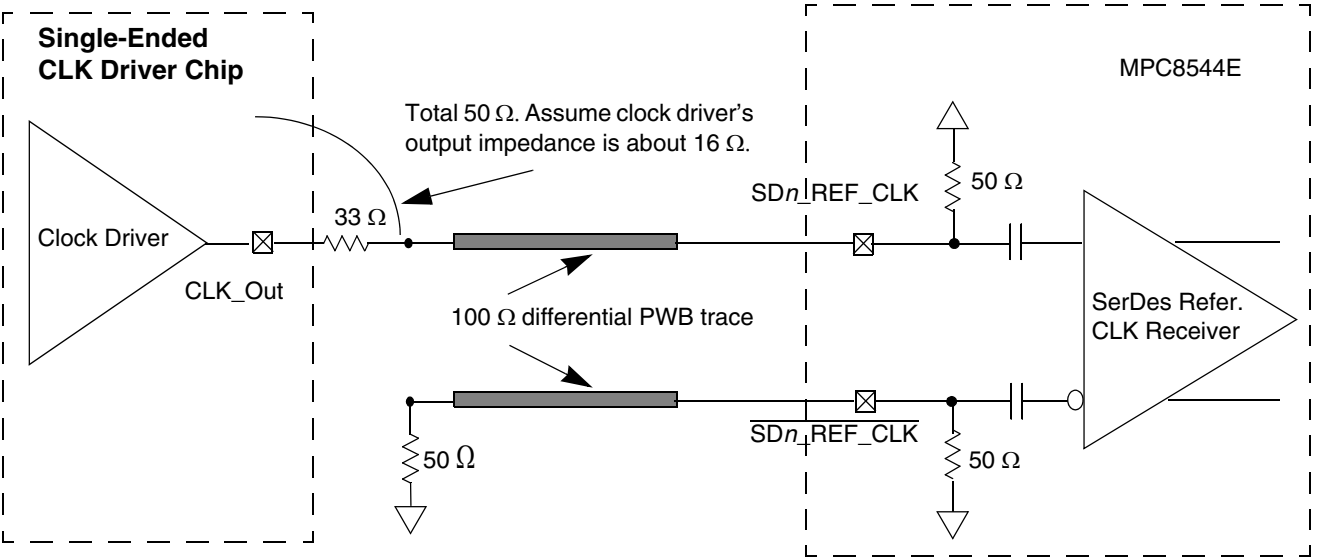 Single-Ended
CLK Driver Chip
MPC8544E
Total 50 Ω. Assume clock driver's
output impedance is about 16 Ω.
SDn_REF_CLK
50 Ω
33 Ω
Clock Driver
CLK_Out
100 Ω differential PWB trace
SerDes Refer.
CLK Receiver
SDn_REF_CLK
50 Ω
50 Ω